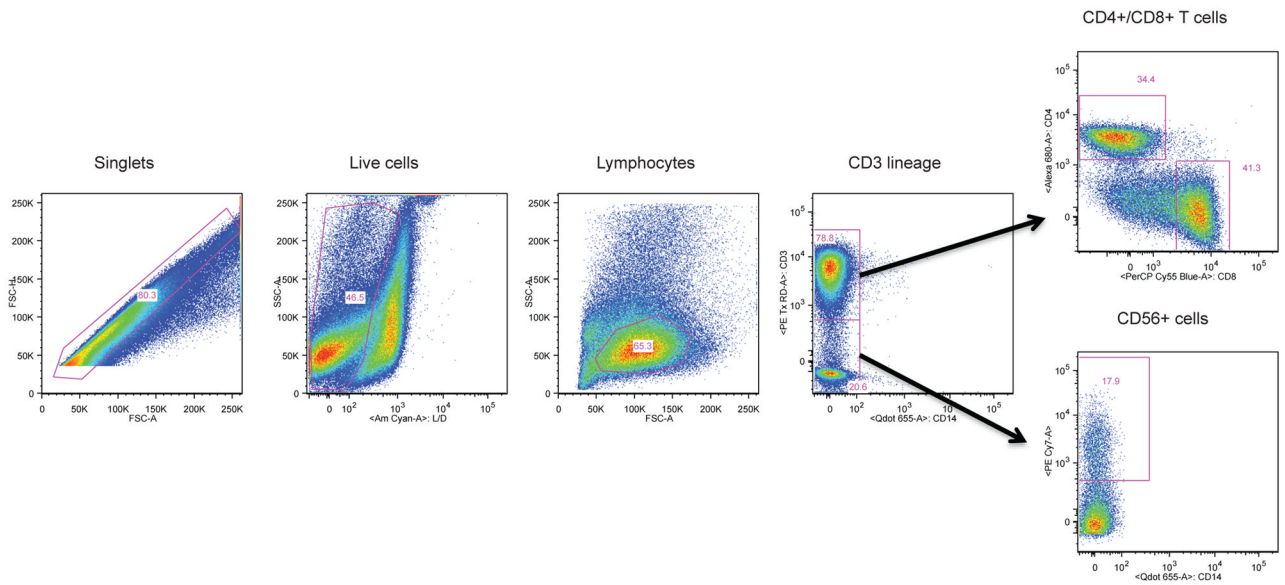 CD4+/CD8+ T cells
10⁵
10⁴
10³
0
<Alexa 680-A>: CD4
34.4
41.3
0 10³ 10⁴ 10⁵
<PerCP Cy55 Blue-A>: CD8
Singlets
250K
200K
150K
100K
50K
0
FSC-H
80.3
0 50K 100K 150K 200K 250K
FSC-A
Live cells
250K
200K
150K
100K
50K
0
SSC-A
46.5
0 10² 10³ 10⁴ 10⁵
<Am Cyan-A>: L/D
Lymphocytes
250K
200K
150K
100K
50K
0
SSC-A
65.3
0 50K 100K 150K 200K 250K
FSC-A
CD3 lineage
10⁵
10⁴
10³
0
<PE Tx RD-A>: CD3
78.8
20.6
0 10² 10³ 10⁴ 10⁵
<Qdot 655-A>: CD14
CD56+ cells
10⁵
10⁴
10³
0
<PE Cy7-A>
17.9
0 10² 10³ 10⁴ 10⁵
<Qdot 655-A>: CD14